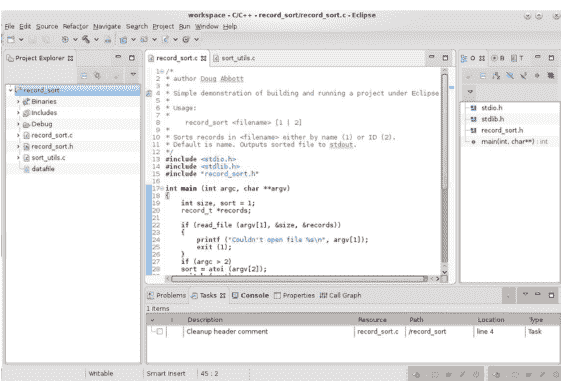 workspace - C/C++ - record_sort/record_sort.c - Eclipse
File Edit Source Refactor Navigate Search Project Run Window Help
Project Explorer
record_sort.c
sort_utils.c
record_sort
Binaries
Includes
Debug
record_sort.c
record_sort.h
sort_utils.c
datafile
1 /*
2 * author Doug Abbott
3 *
4 * Simple demonstration of building and running a project under Eclipse
5 *
6 * Usage:
7 *
8 * record_sort <filename> [1 | 2]
9 *
10 * Sorts records in <filename> either by name (1) or ID (2).
11 * Default is name. Outputs sorted file to stdout.
12 */
13 #include <stdio.h>
14 #include <stdlib.h>
15 #include "record_sort.h"
16
17 int main (int argc, char **argv)
18 {
19 int size, sort = 1;
20 record_t *records;
21
22 if (read_file (argv[1], &size, &records))
23 {
24 printf ("Couldn't open file %s\n", argv[1]);
25 exit (1);
26 }
27 if (argc > 2)
28 sort = atoi (argv[2]);
stdio.h
stdlib.h
record_sort.h
main(int, char**) : int
Problems Tasks Console Properties Call Graph
1 items
! Description Resource Path Location Type
Cleanup header comment record_sort.c /record_sort line 4 Task
Writable Smart Insert 45 : 2